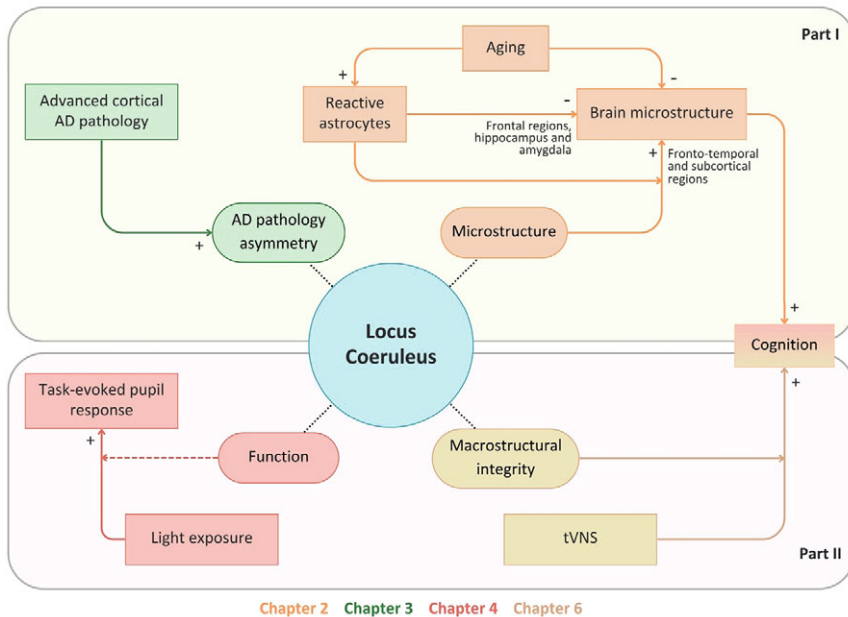 Part I
Aging
+
-
Advanced cortical
AD pathology
Reactive
astrocytes
-
Brain microstructure
Frontal regions,
hippocampus and
amygdala
+
Fronto-temporal
and subcortical
regions
+
AD pathology
asymmetry
Microstructure
Locus
Coeruleus
+
Cognition
+
Task-evoked pupil
response
+
Function
Macrostructural
integrity
Light exposure
tVNS
Part II
Chapter 2 Chapter 3 Chapter 4 Chapter 6